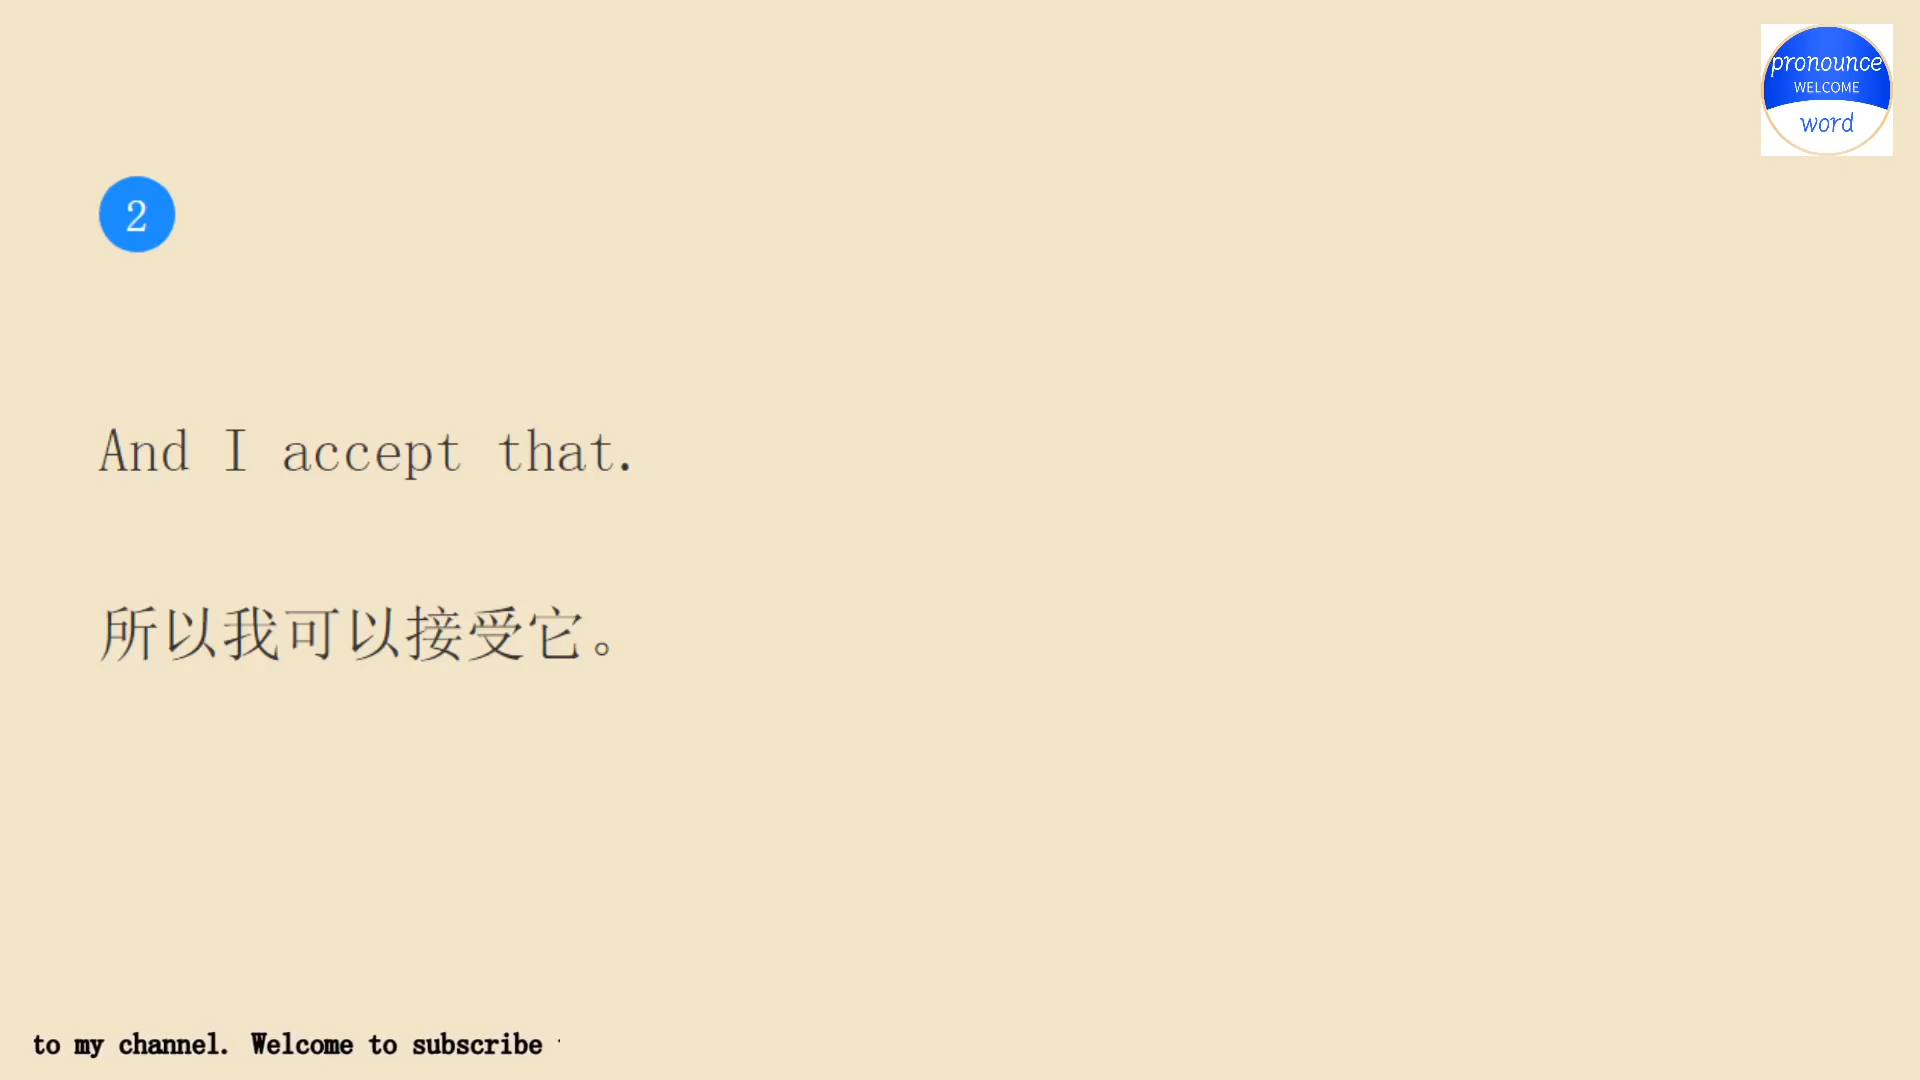 pronounce
WELCOME
word
2
And I accept that.
所以我可以接受它。
to my channel. Welcome to subscribe